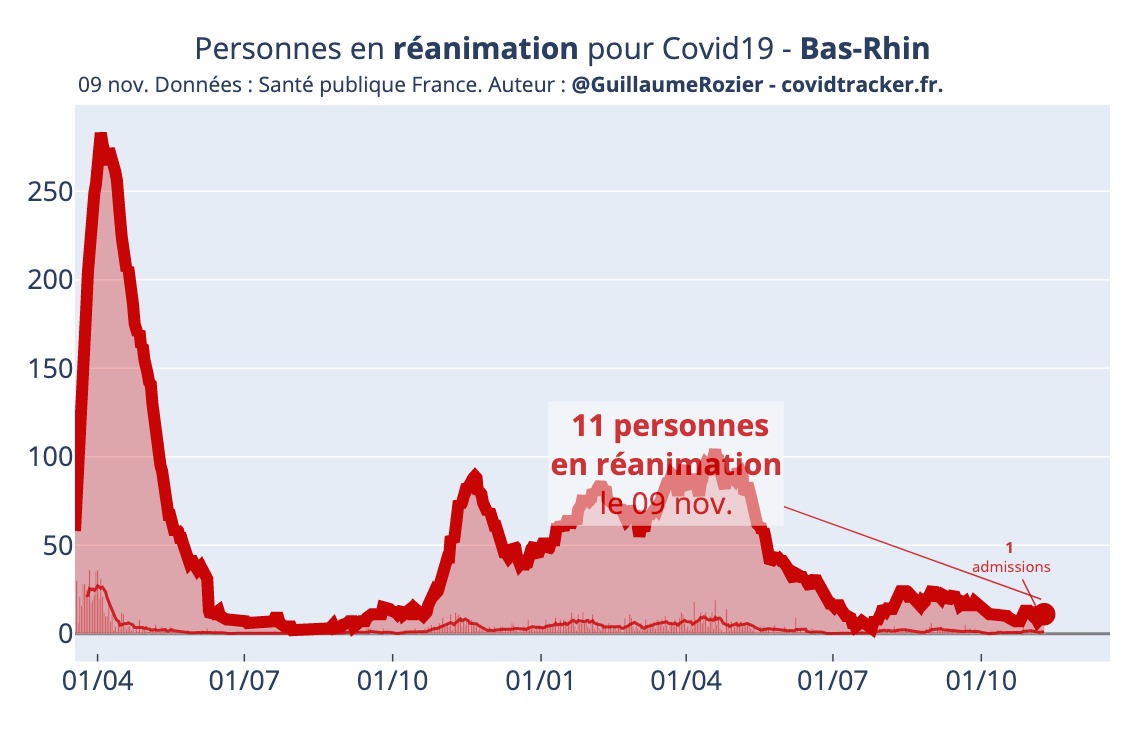 Personnes en réanimation pour Covid19 - Bas-Rhin
09 nov. Données : Santé publique France. Auteur : @GuillaumeRozier - covidtracker.fr.
250
200
150
100
50
0
11 personnes
en réanimation
le 09 nov.
1
admissions
01/04
01/07
01/10
01/01
01/04
01/07
01/10